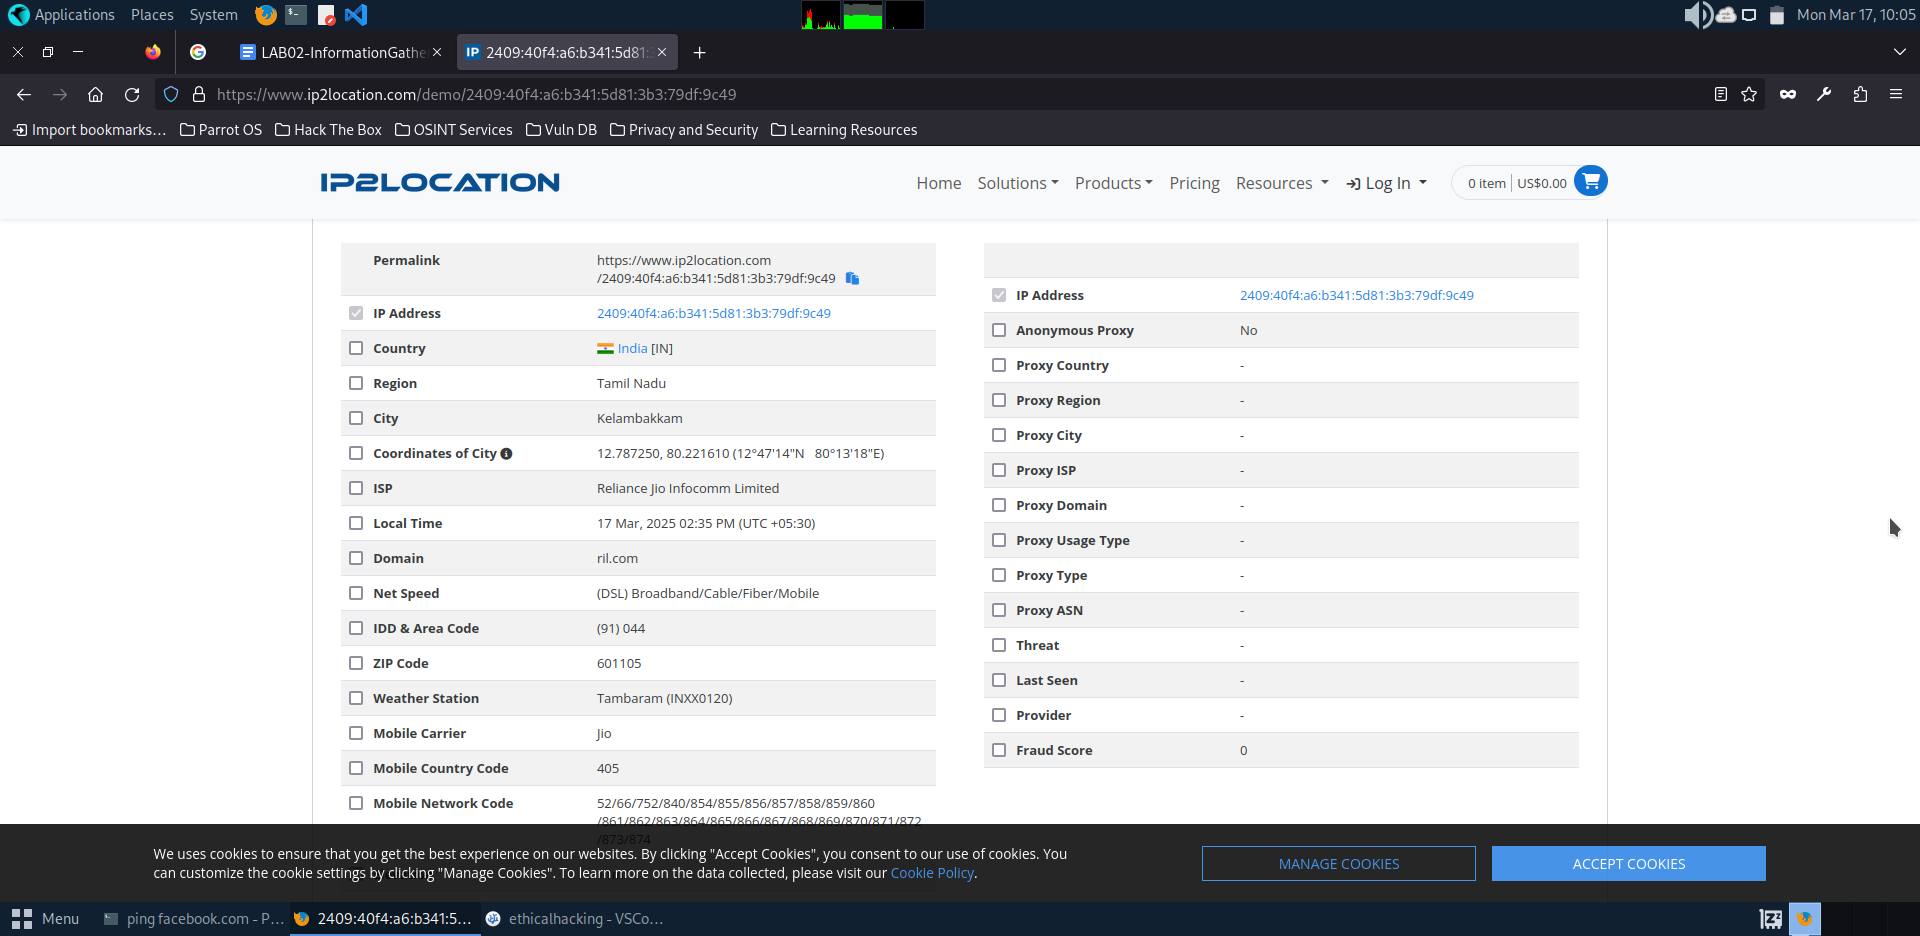 Applications Places System Mon Mar 17, 10:05
LAB02-InformationGathe 2409:40f4:a6:b341:5d81:
https://www.ip2location.com/demo/2409:40f4:a6:b341:5d81:3b3:79df:9c49
Import bookmarks... Parrot OS Hack The Box OSINT Services Vuln DB Privacy and Security Learning Resources
IP2LOCATION Home Solutions Products Pricing Resources Log In 0 item US$0.00
Permalink https://www.ip2location.com
/2409:40f4:a6:b341:5d81:3b3:79df:9c49
IP Address 2409:40f4:a6:b341:5d81:3b3:79df:9c49
Country India [IN]
Region Tamil Nadu
City Kelambakkam
Coordinates of City 12.787250, 80.221610 (12°47'14"N 80°13'18"E)
ISP Reliance Jio Infocomm Limited
Local Time 17 Mar, 2025 02:35 PM (UTC +05:30)
Domain ril.com
Net Speed (DSL) Broadband/Cable/Fiber/Mobile
IDD & Area Code (91) 044
ZIP Code 601105
Weather Station Tambaram (INXX0120)
Mobile Carrier Jio
Mobile Country Code 405
Mobile Network Code 52/66/752/840/854/855/856/857/858/859/860
/861/862/863/864/865/866/867/868/869/870/871/872
/873/874
IP Address 2409:40f4:a6:b341:5d81:3b3:79df:9c49
Anonymous Proxy No
Proxy Country -
Proxy Region -
Proxy City -
Proxy ISP -
Proxy Domain -
Proxy Usage Type -
Proxy Type -
Proxy ASN -
Threat -
Last Seen -
Provider -
Fraud Score 0
We uses cookies to ensure that you get the best experience on our websites. By clicking "Accept Cookies", you consent to our use of cookies. You
can customize the cookie settings by clicking "Manage Cookies". To learn more on the data collected, please visit our Cookie Policy.
MANAGE COOKIES ACCEPT COOKIES
Menu ping facebook.com - P... 2409:40f4:a6:b341:5... ethicalhacking - VSCo...